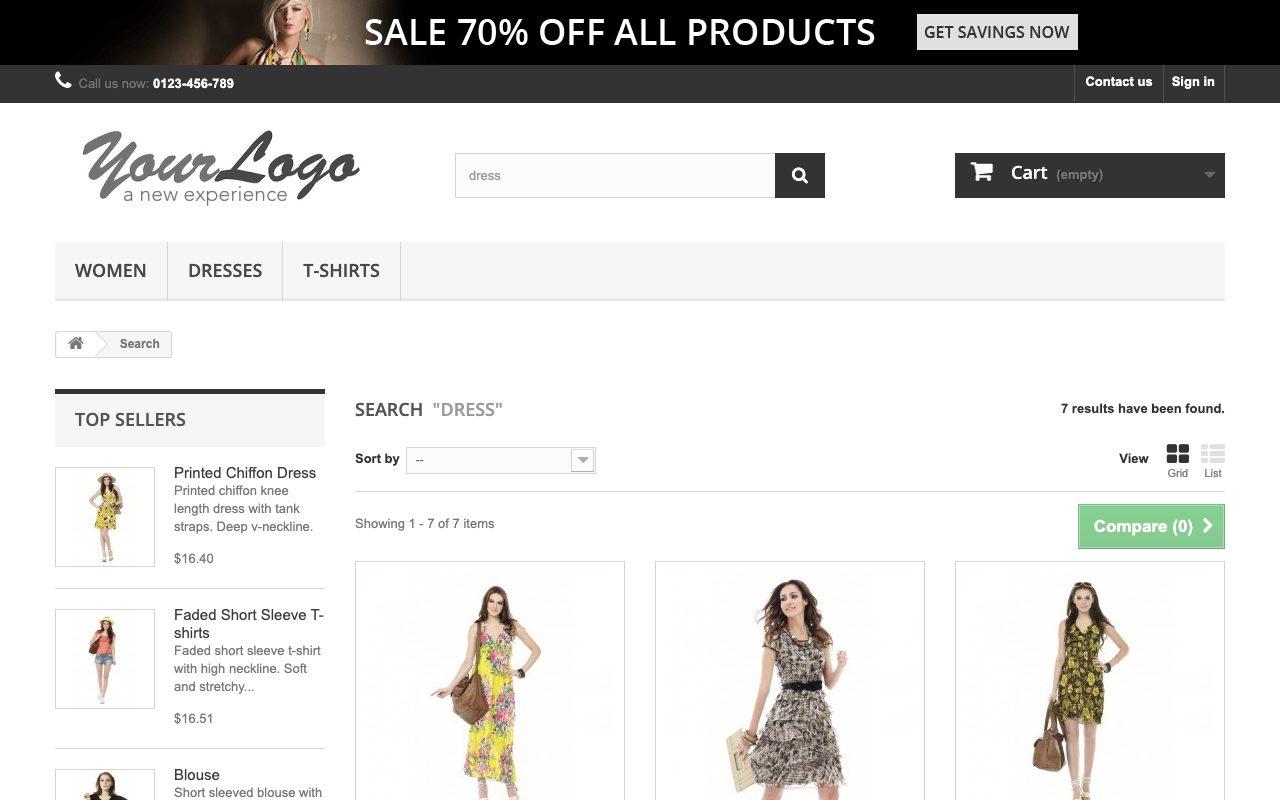 SALE 70% OFF ALL PRODUCTS
GET SAVINGS NOW
Call us now: 0123-456-789
Contact us
Sign in
YourLogo
a new experience
dress
Cart (empty)
WOMEN
DRESSES
T-SHIRTS
Search
TOP SELLERS
Printed Chiffon Dress
Printed chiffon knee
length dress with tank
straps. Deep v-neckline.
$16.40
Faded Short Sleeve T-
shirts
Faded short sleeve t-shirt
with high neckline. Soft
and stretchy...
$16.51
Blouse
Short sleeved blouse with
SEARCH "DRESS"
7 results have been found.
Sort by --
View
Grid
List
Showing 1 - 7 of 7 items
Compare (0)